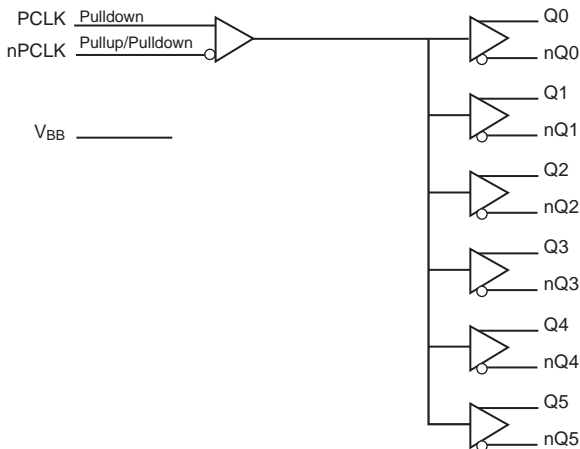 PCLK Pulldown
nPCLK Pullup/Pulldown
VBB
Q0
nQ0
Q1
nQ1
Q2
nQ2
Q3
nQ3
Q4
nQ4
Q5
nQ5